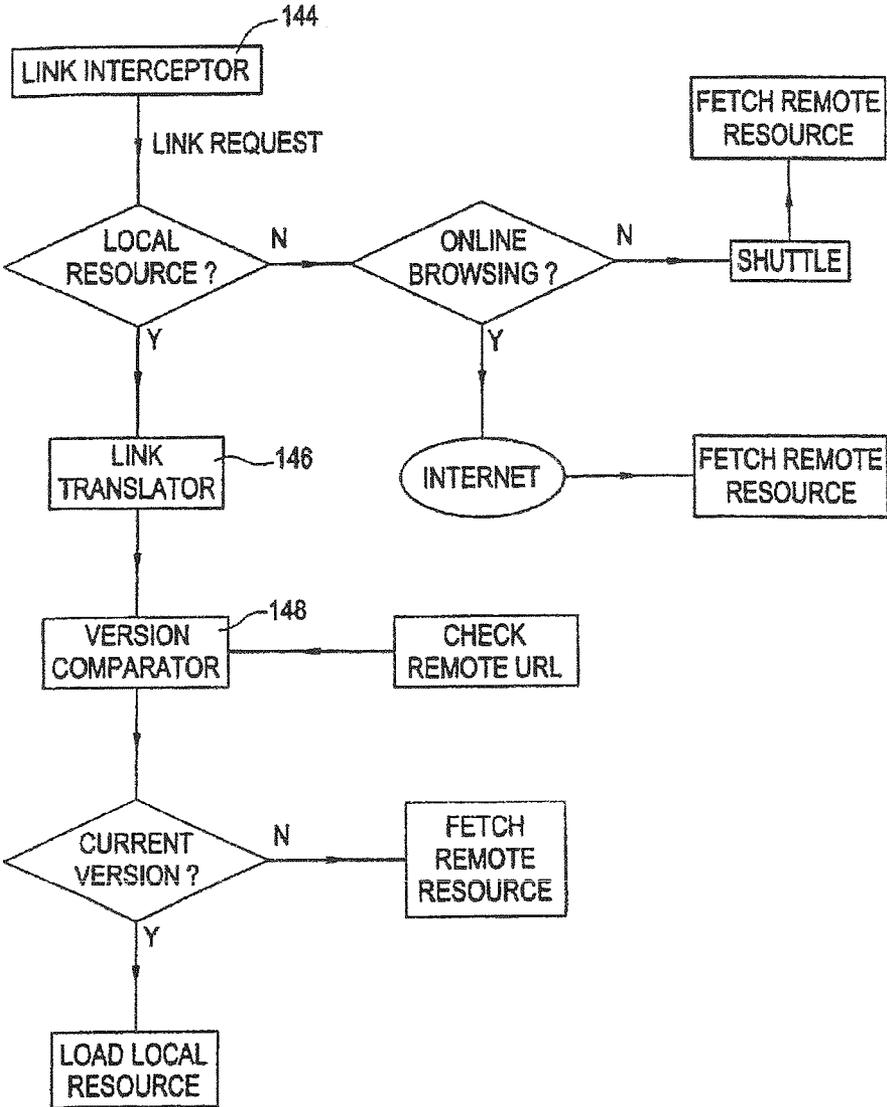 144
LINK INTERCEPTOR
LINK REQUEST
FETCH REMOTE
RESOURCE
LOCAL
RESOURCE ?
N
ONLINE
BROWSING ?
N
SHUTTLE
Y
Y
LINK
TRANSLATOR
146
INTERNET
FETCH REMOTE
RESOURCE
148
VERSION
COMPARATOR
CHECK
REMOTE URL
CURRENT
VERSION ?
N
FETCH
REMOTE
RESOURCE
Y
LOAD LOCAL
RESOURCE